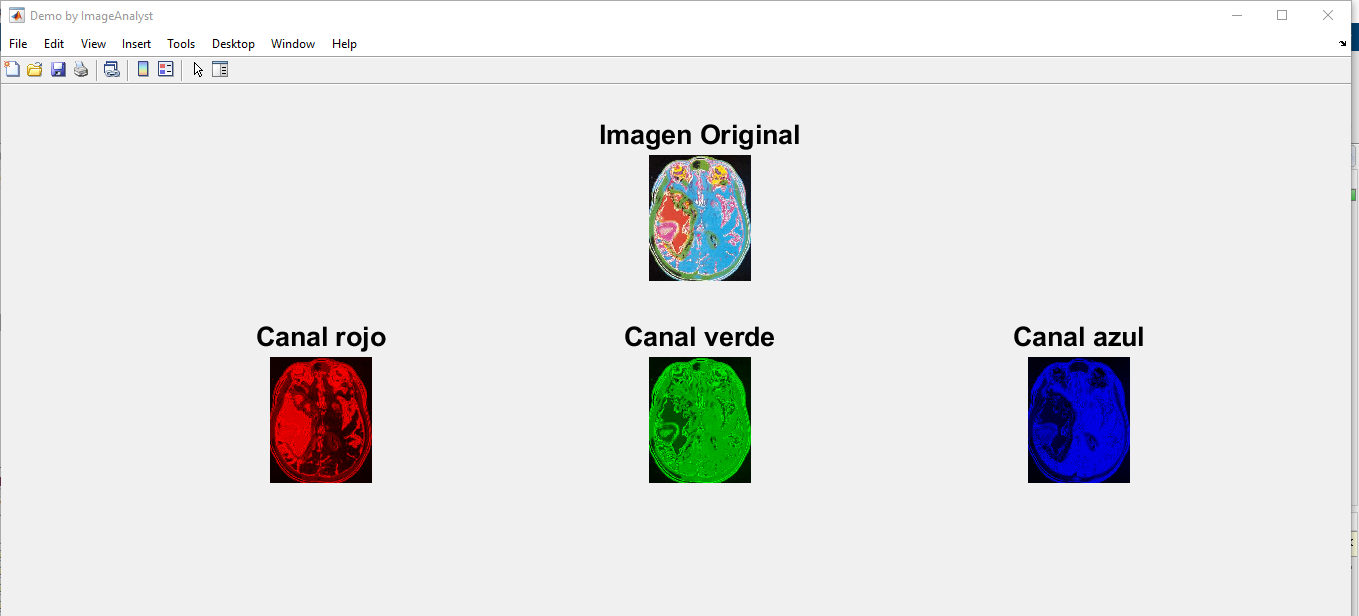 Demo by ImageAnalyst
File Edit View Insert Tools Desktop Window Help
Imagen Original
Canal rojo Canal verde Canal azul